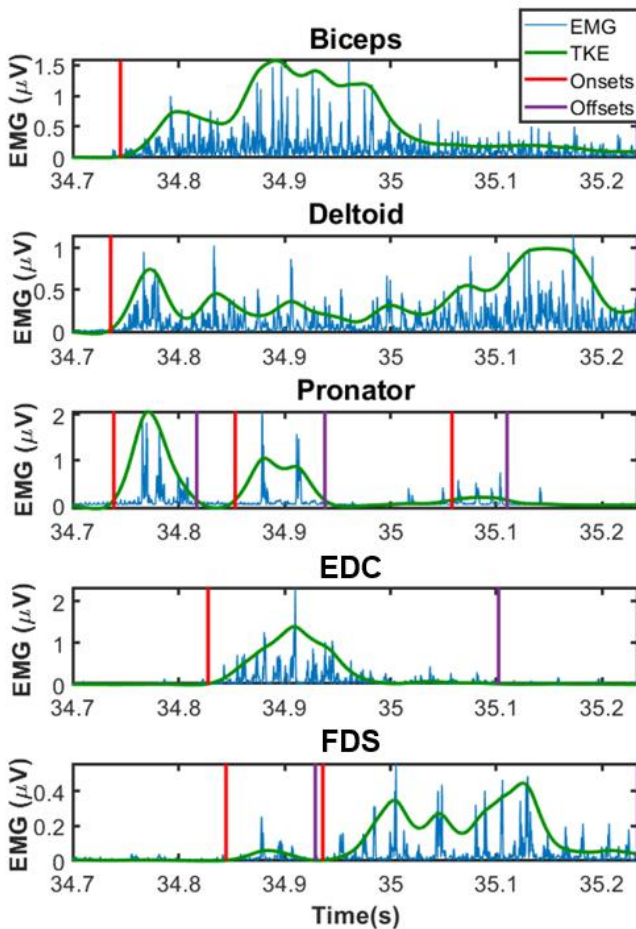 Biceps
EMG
TKE
Onsets
Offsets
EMG (μV)
1.5
1
0.5
0
34.7 34.8 34.9 35 35.1 35.2
Deltoid
EMG (μV)
1
0.5
0
34.7 34.8 34.9 35 35.1 35.2
Pronator
EMG (μV)
2
1
0
34.7 34.8 34.9 35 35.1 35.2
EDC
EMG (μV)
2
1
0
34.7 34.8 34.9 35 35.1 35.2
FDS
EMG (μV)
0.4
0.2
0
34.7 34.8 34.9 35 35.1 35.2
Time(s)